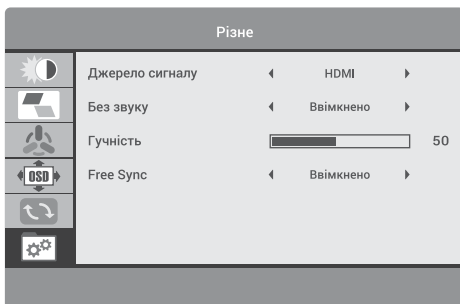 Різне
Джерело сигналу HDMI
Без звуку Ввімкнено
Гучність 50
OSD
Free Sync Ввімкнено